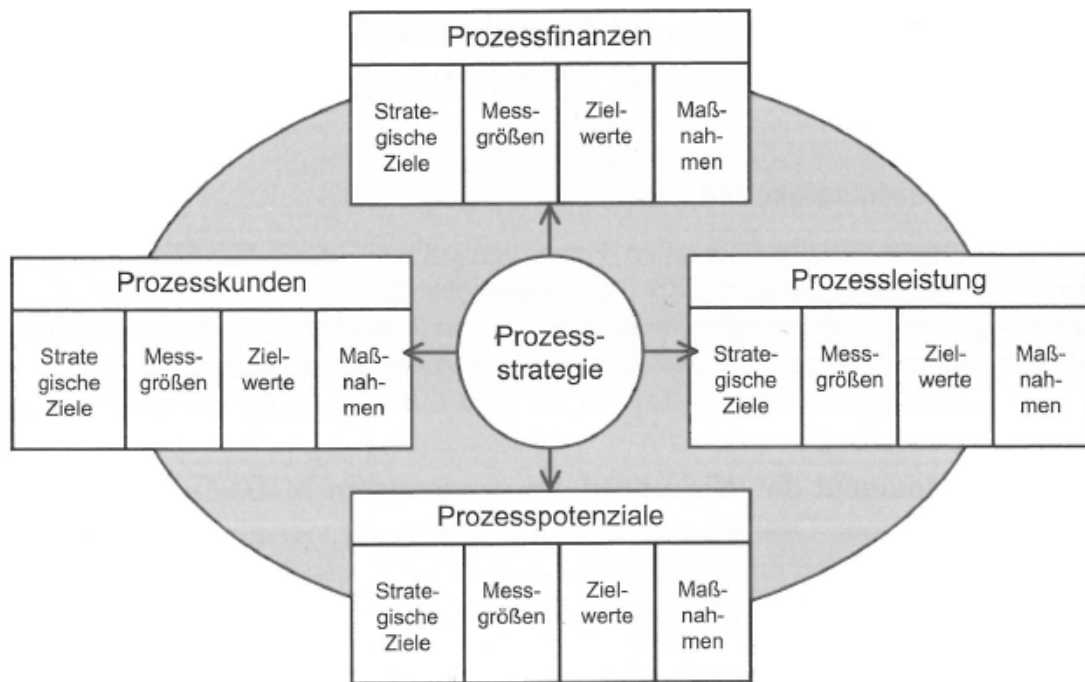 Prozessfinanzen
Strate-
gische
Ziele
Mess-
größen
Ziel-
werte
Maß-
nah-
men
Prozesskunden
Strate
gische
Ziele
Mess-
größen
Ziel-
werte
Maß-
nah-
men
Prozess-
strategie
Prozessleistung
Strate-
gische
Ziele
Mess-
größen
Ziel-
werte
Maß-
nah-
men
Prozesspotenziale
Strate-
gische
Ziele
Mess-
größen
Ziel-
werte
Maß-
nah-
men